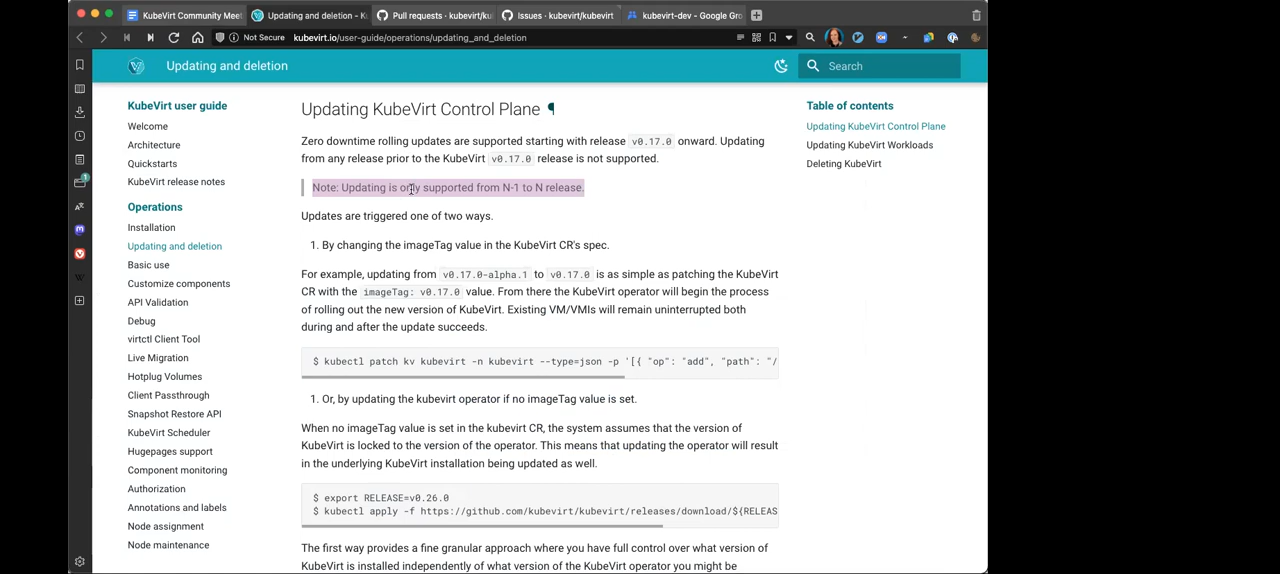 KubeVirt Community Meet
Updating and deletion - Ku
Pull requests · kubevirt/ku
Issues · kubevirt/kubevirt
kubevirt-dev - Google Gro
Not Secure
kubevirt.io/user-guide/operations/updating_and_deletion
Updating and deletion
Search
KubeVirt user guide
Welcome
Architecture
Quickstarts
KubeVirt release notes
Operations
Installation
Updating and deletion
Basic use
Customize components
API Validation
Debug
virtctl Client Tool
Live Migration
Hotplug Volumes
Client Passthrough
Snapshot Restore API
KubeVirt Scheduler
Hugepages support
Component monitoring
Authorization
Annotations and labels
Node assignment
Node maintenance
Updating KubeVirt Control Plane ¶
Zero downtime rolling updates are supported starting with release v0.17.0 onward. Updating
from any release prior to the KubeVirt v0.17.0 release is not supported.
Note: Updating is only supported from N-1 to N release.
Updates are triggered one of two ways.
1. By changing the imageTag value in the KubeVirt CR's spec.
For example, updating from v0.17.0-alpha.1 to v0.17.0 is as simple as patching the KubeVirt
CR with the imageTag: v0.17.0 value. From there the KubeVirt operator will begin the process
of rolling out the new version of KubeVirt. Existing VM/VMIs will remain uninterrupted both
during and after the update succeeds.
$ kubectl patch kv kubevirt -n kubevirt --type=json -p '[{ "op": "add", "path": "/
1. Or, by updating the kubevirt operator if no imageTag value is set.
When no imageTag value is set in the kubevirt CR, the system assumes that the version of
KubeVirt is locked to the version of the operator. This means that updating the operator will result
in the underlying KubeVirt installation being updated as well.
$ export RELEASE=v0.26.0
$ kubectl apply -f https://github.com/kubevirt/kubevirt/releases/download/${RELEAS
The first way provides a fine granular approach where you have full control over what version of
KubeVirt is installed independently of what version of the KubeVirt operator you might be
Table of contents
Updating KubeVirt Control Plane
Updating KubeVirt Workloads
Deleting KubeVirt